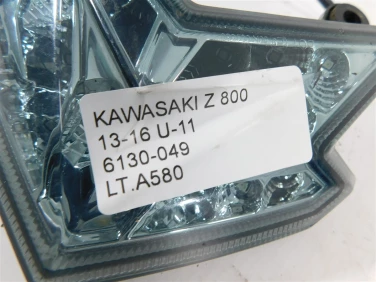 KAWASAKI Z 800
13-16 U-11
6130-049
LT.A580